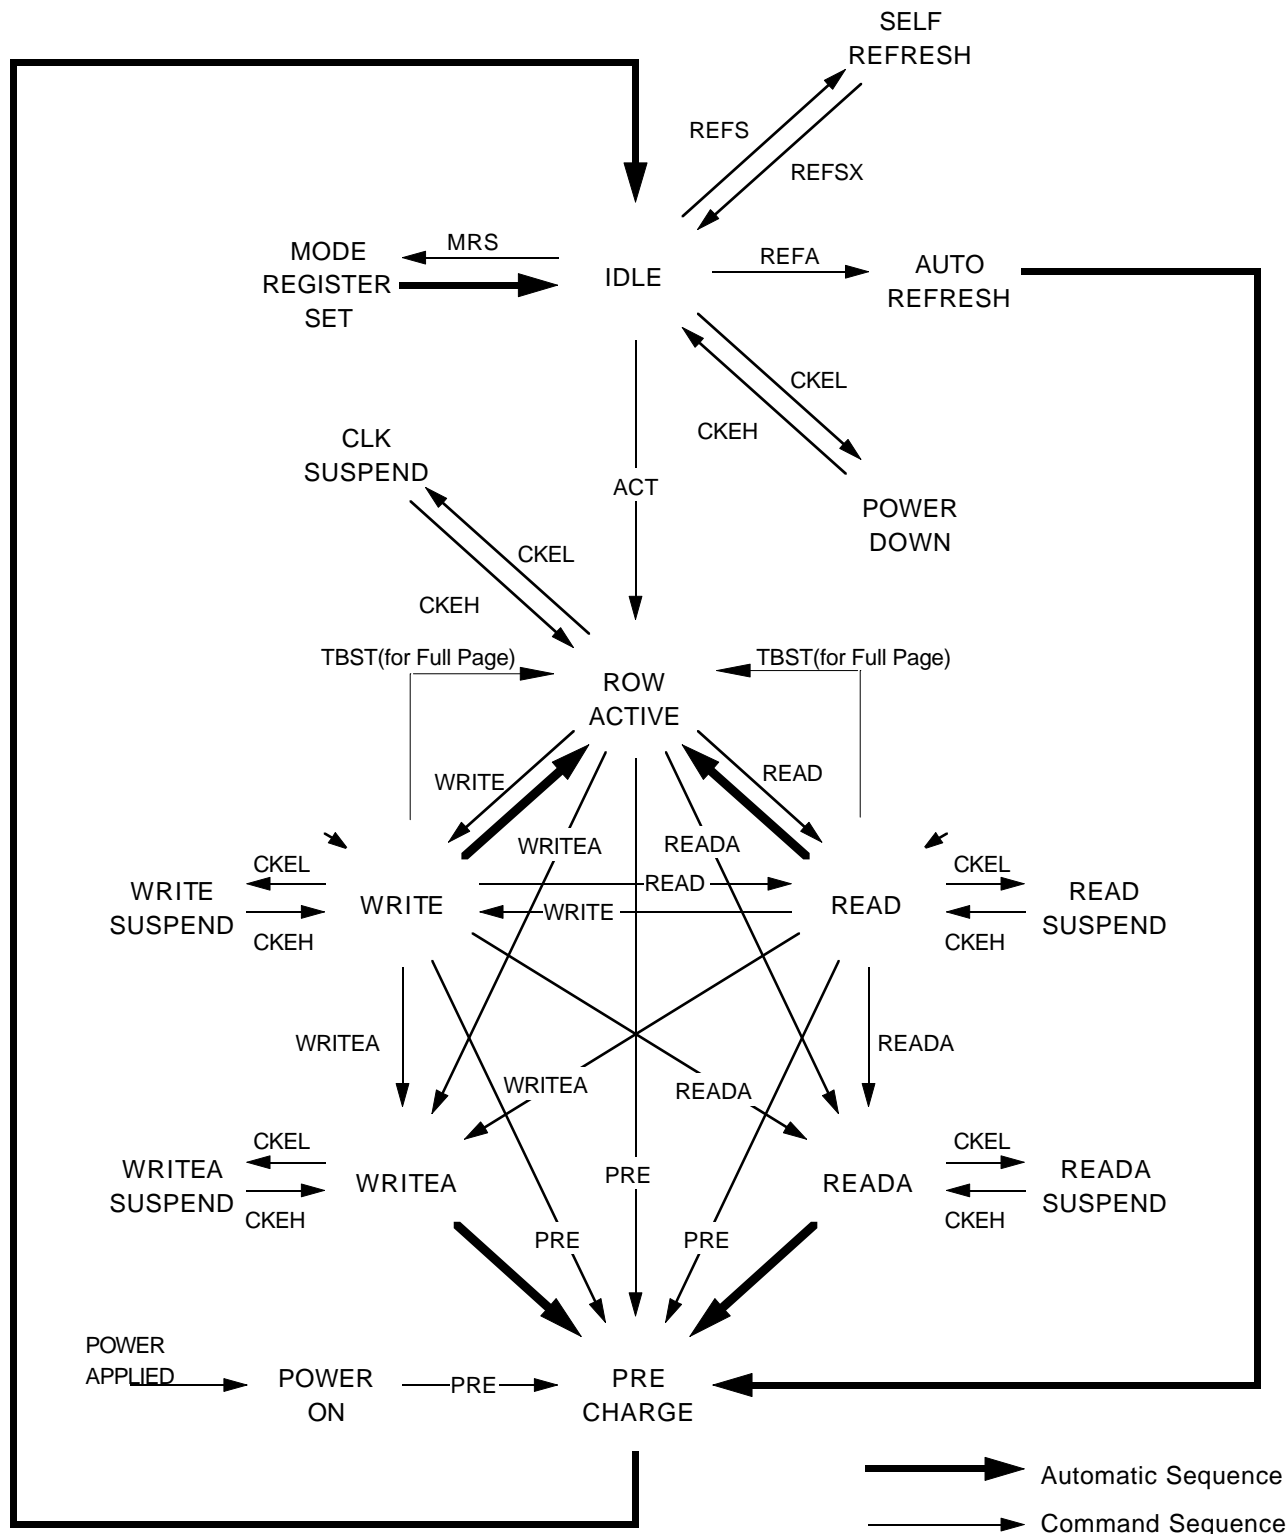 SELF
REFRESH
REFS
REFSX
MODE
REGISTER
SET
MRS
IDLE
REFA
AUTO
REFRESH
CKEL
CKEH
CLK
SUSPEND
ACT
POWER
DOWN
CKEL
CKEH
TBST(for Full Page)
TBST(for Full Page)
ROW
ACTIVE
WRITE
READ
WRITEA
READA
CKEL
CKEL
WRITE
SUSPEND
WRITE
READ
READ
READ
SUSPEND
WRITE
CKEH
CKEH
WRITEA
READA
WRITEA
READA
CKEL
CKEL
WRITEA
SUSPEND
WRITEA
PRE
READA
READA
SUSPEND
CKEH
CKEH
PRE
PRE
POWER
APPLIED
POWER
ON
PRE
PRE
CHARGE
Automatic Sequence
Command Sequence